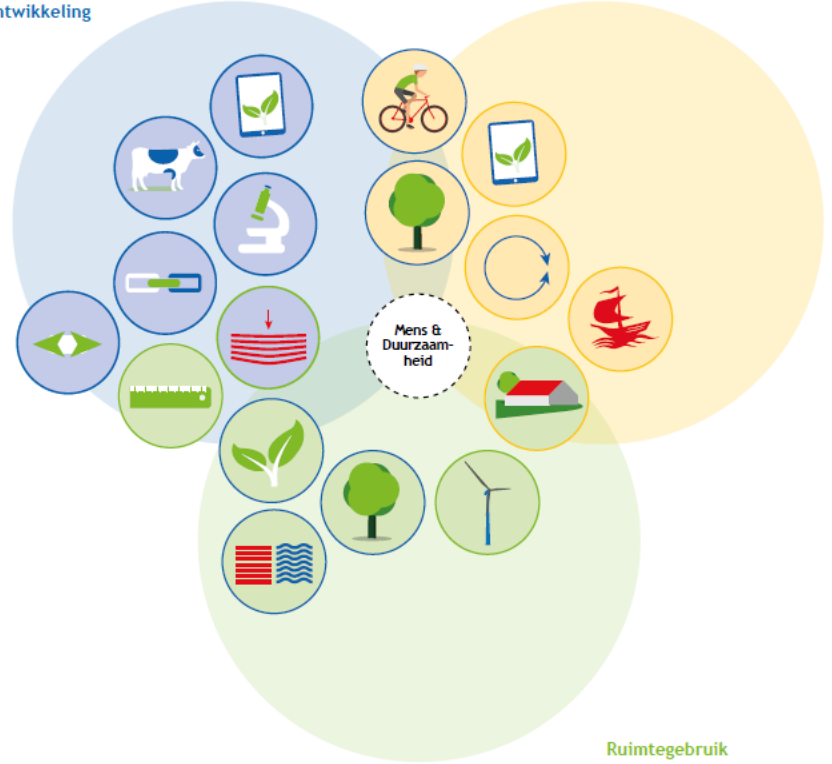 ntwikkeling
Mens &
Duurzaam-
heid
Ruimtegebruik